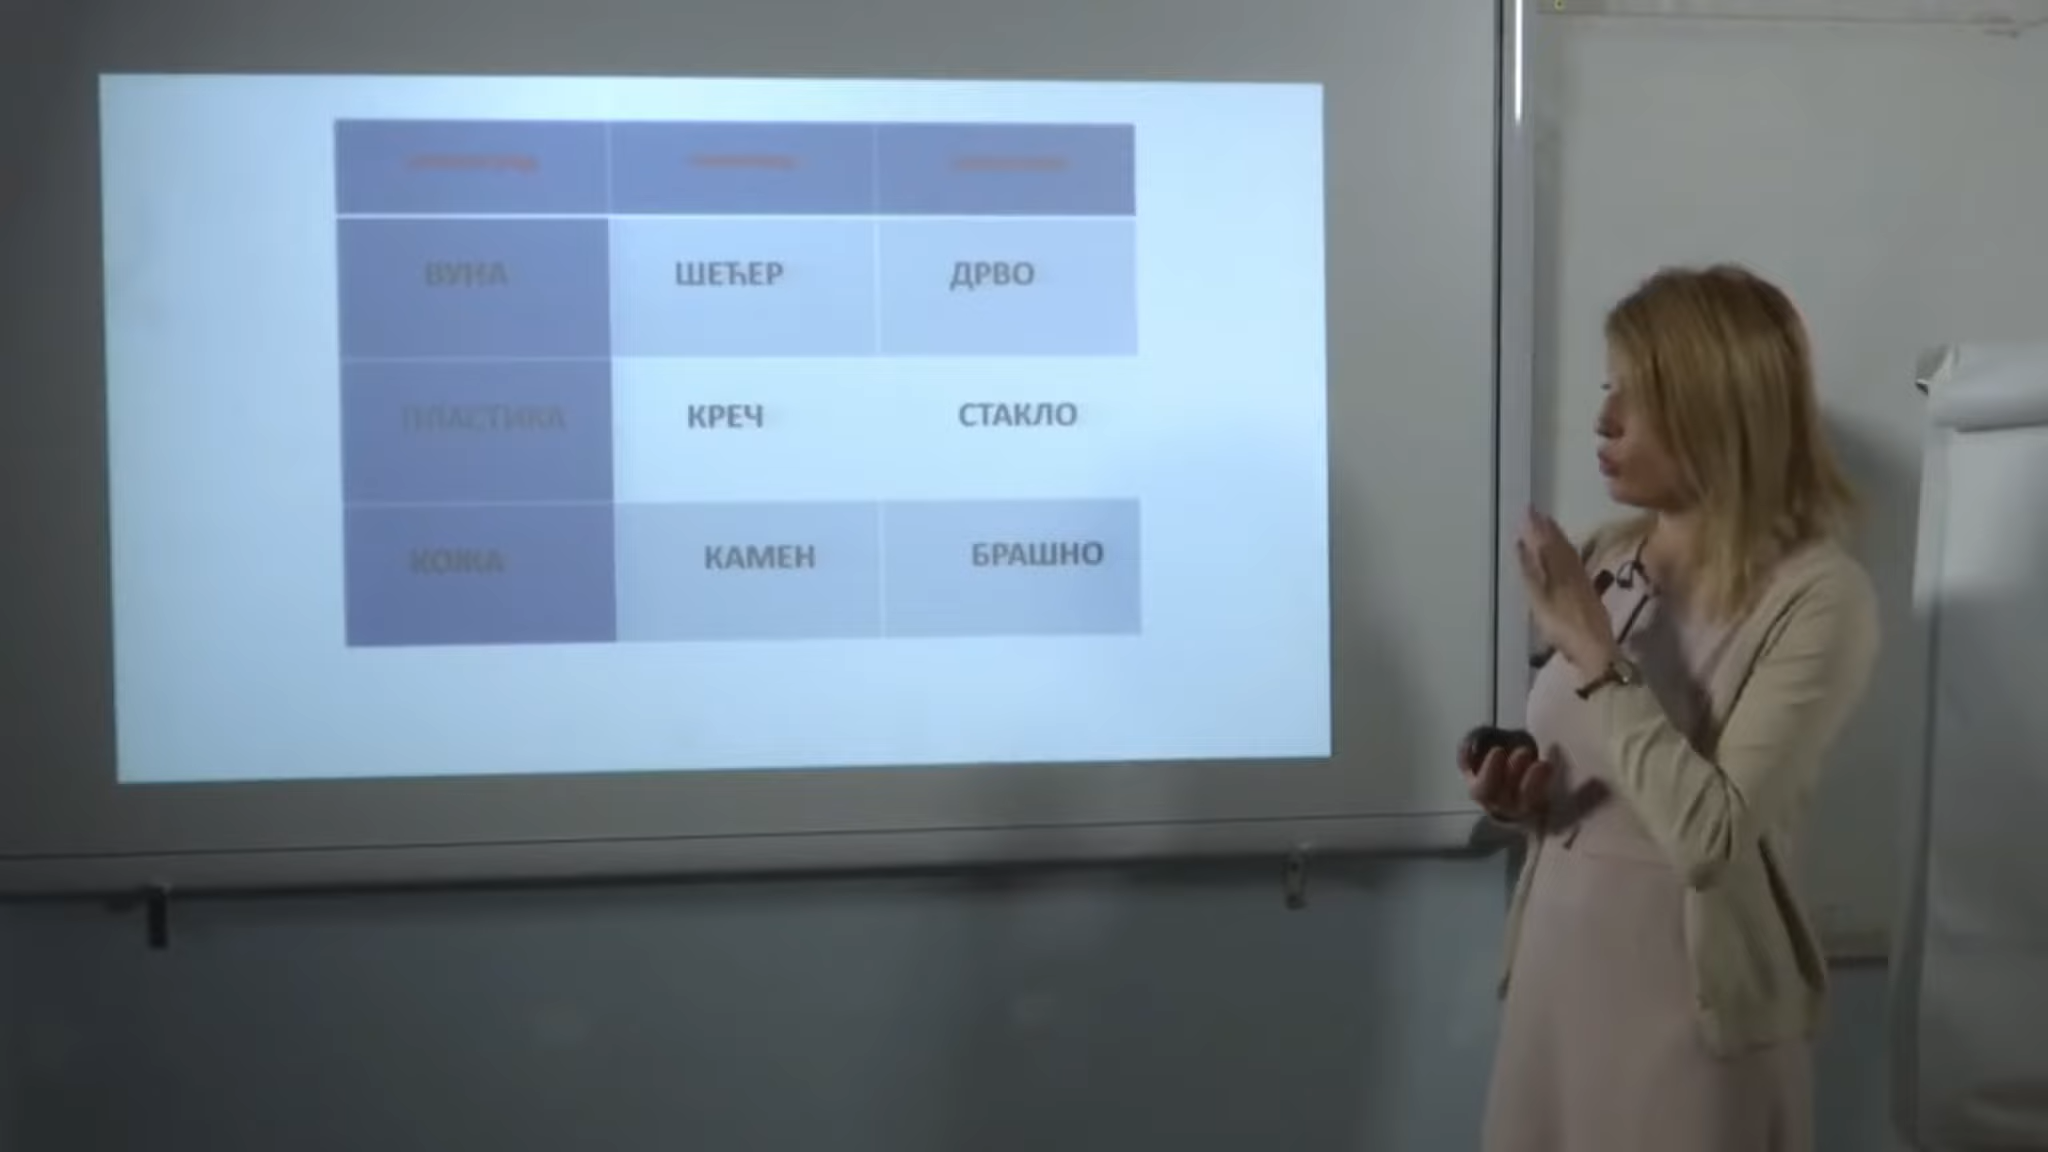 ВУНА ШЕЋЕР ДРВО
ПЛАСТИКА КРЕЧ СТАКЛО
КОЖА КАМЕН БРАШНО